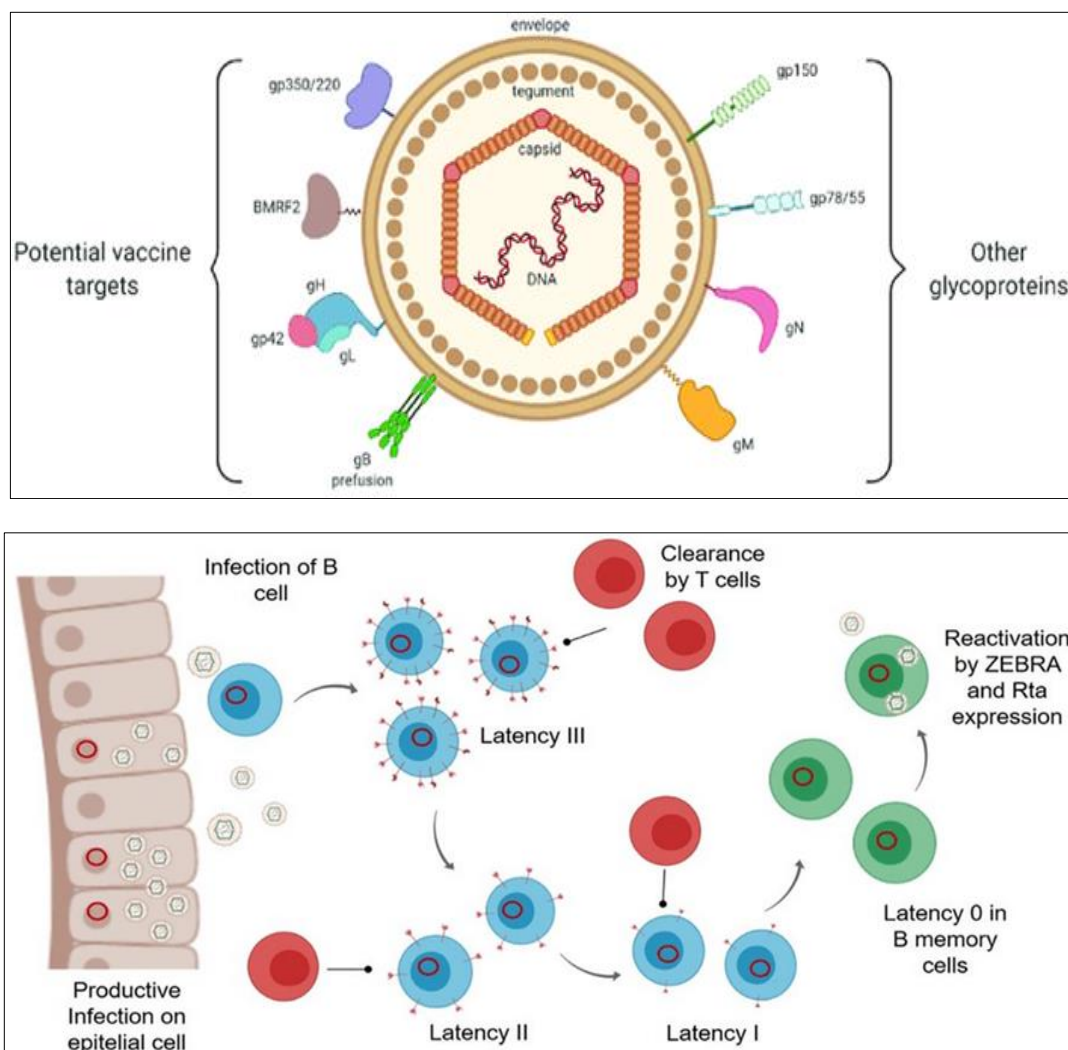 envelope
gp350/220
tegument
gp150
capsid
BMRF2
gp78/55
Potential vaccine
targets
DNA
Other
glycoproteins
gH
gp42
gL
gN
gB
prefusion
gM
Infection of B
cell
Clearance
by T cells
Reactivation
by ZEBRA
and Rta
expression
Latency III
Latency 0 in
B memory
cells
Productive
Infection on
epitelial cell
Latency II
Latency I